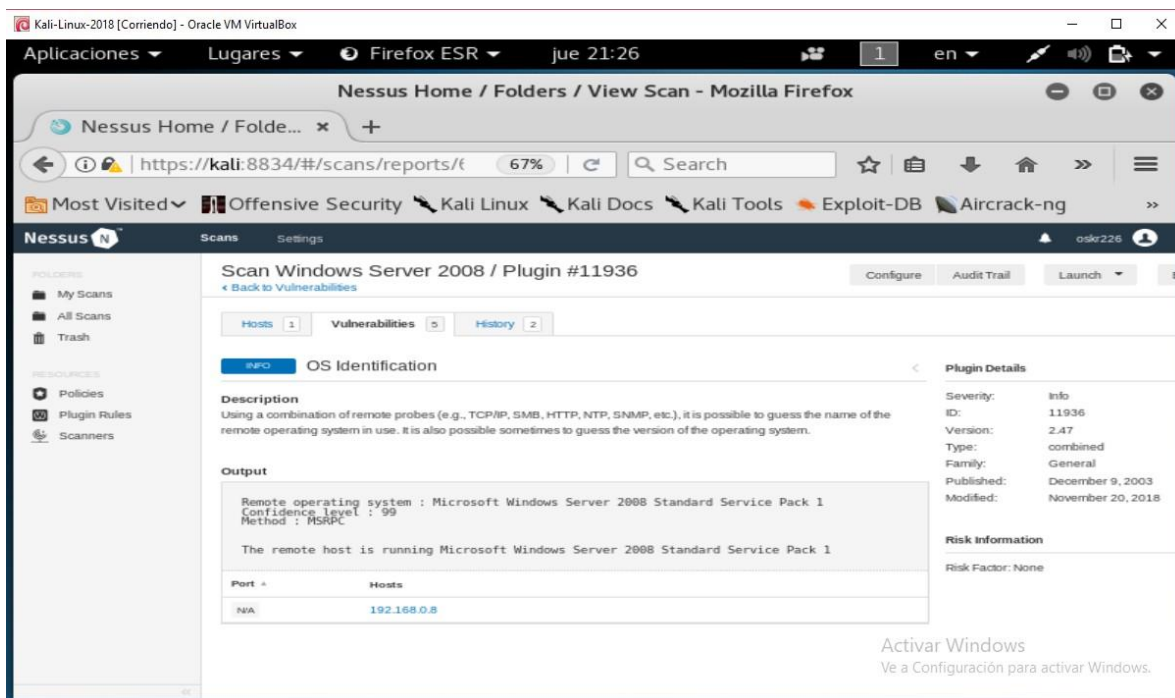 Kali-Linux-2018 [Corriendo] - Oracle VM VirtualBox
Aplicaciones Lugares Firefox ESR jue 21:26 1 en
Nessus Home / Folders / View Scan - Mozilla Firefox
Nessus Home / Folde...
https://kali:8834/#/scans/reports/ 67% Search
Most Visited Offensive Security Kali Linux Kali Docs Kali Tools Exploit-DB Aircrack-ng
Nessus N Scans Settings oskr226
FOLDERS
My Scans
All Scans
Trash
RESOURCES
Policies
Plugin Rules
Scanners
Scan Windows Server 2008 / Plugin #11936
Back to Vulnerabilities
Configure Audit Trail Launch
Hosts 1 Vulnerabilities 5 History 2
INFO OS Identification
Description
Using a combination of remote probes (e.g., TCP/IP, SMB, HTTP, NTP, SNMP, etc.), it is possible to guess the name of the
remote operating system in use. It is also possible sometimes to guess the version of the operating system.
Output
Remote operating system : Microsoft Windows Server 2008 Standard Service Pack 1
Confidence level : 99
Method : MSRPC
The remote host is running Microsoft Windows Server 2008 Standard Service Pack 1
Port Hosts
N/A 192.168.0.8
Plugin Details
Severity: Info
ID: 11936
Version: 2.47
Type: combined
Family: General
Published: December 9, 2003
Modified: November 20, 2018
Risk Information
Risk Factor: None
Activar Windows
Ve a Configuración para activar Windows.